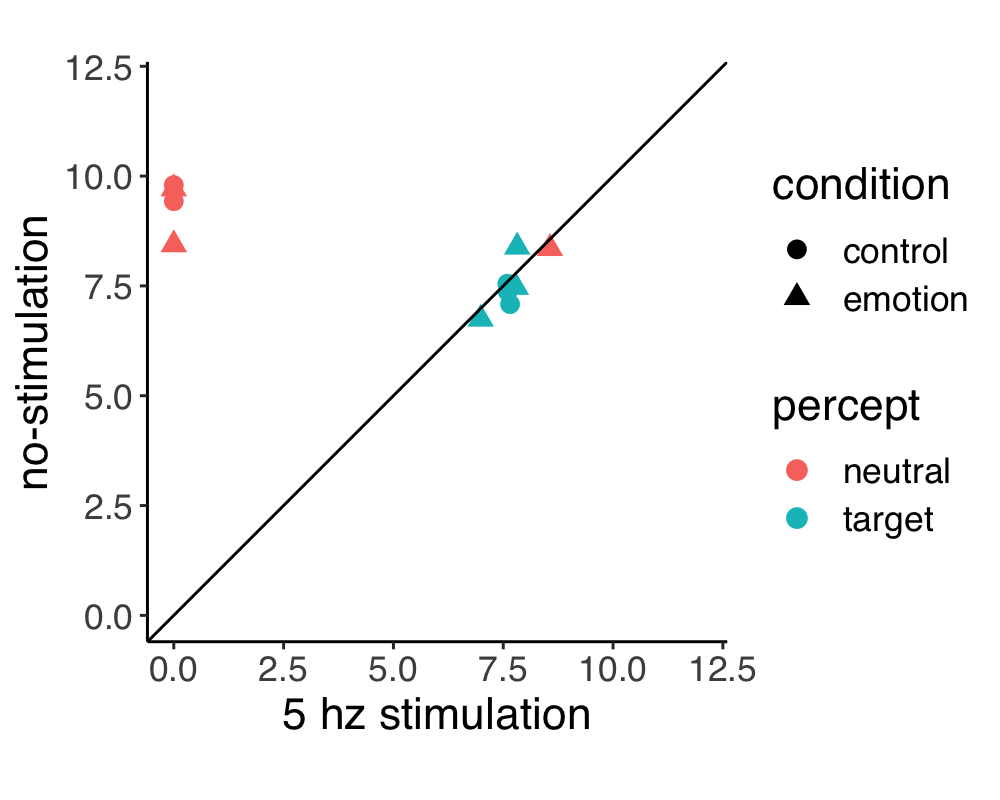 12.5
10.0
7.5
5.0
2.5
0.0
no-stimulation
0.0 2.5 5.0 7.5 10.0 12.5
5 hz stimulation
condition
control
emotion
percept
neutral
target